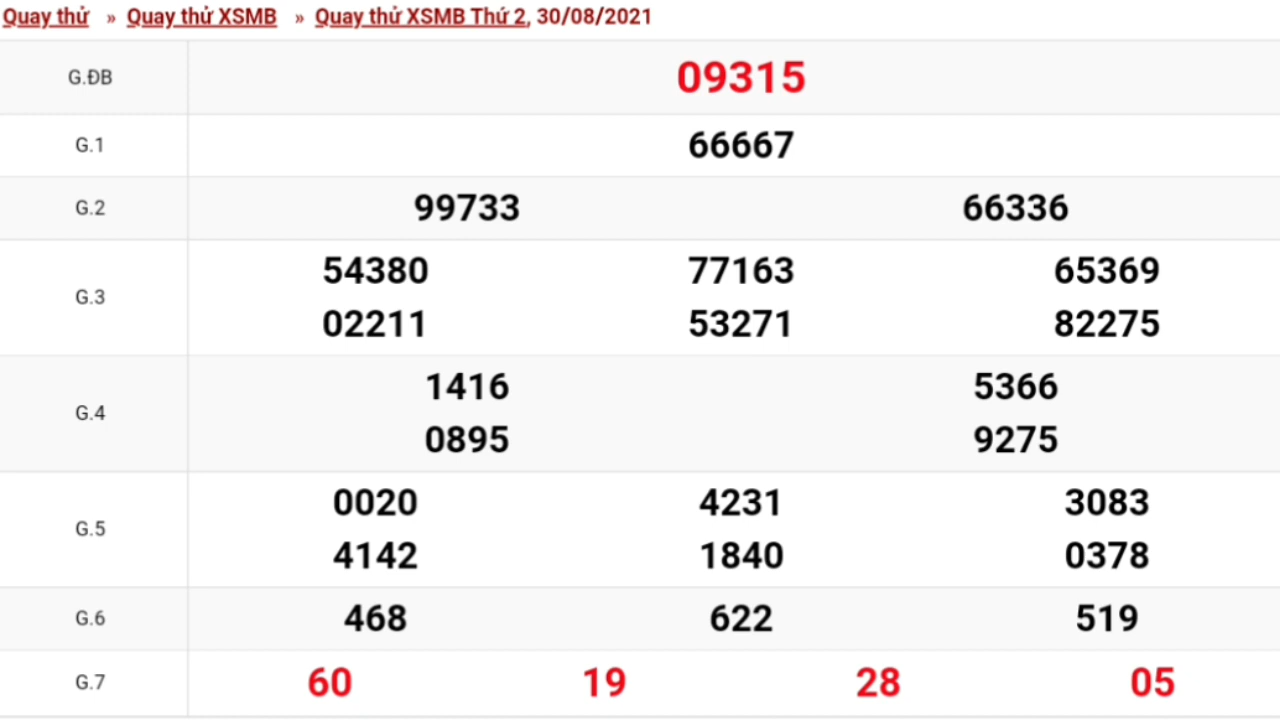 Quay thử » Quay thử XSMB » Quay thử XSMB Thứ 2, 30/08/2021
G.ĐB 09315
G.1 66667
G.2 99733 66336
G.3 54380 77163 65369
02211 53271 82275
G.4 1416 5366
0895 9275
G.5 0020 4231 3083
4142 1840 0378
G.6 468 622 519
G.7 60 19 28 05